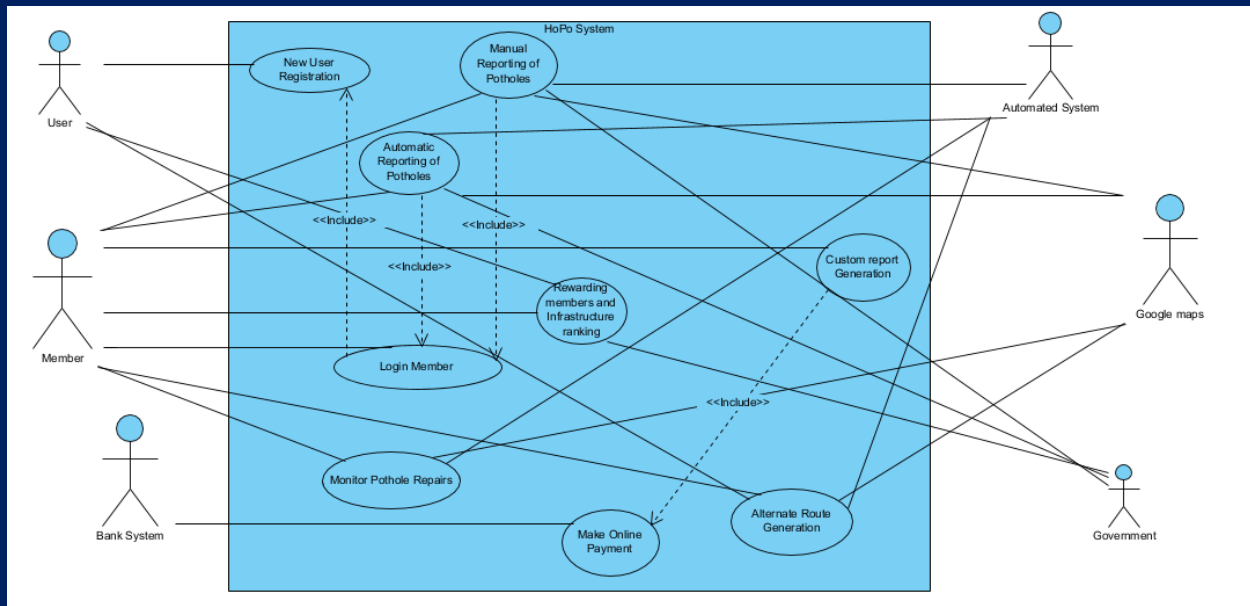 HoPo System
New User
Registration
Manual
Reporting of
Potholes
User
Automated System
Automatic
Reporting of
Potholes
<<Include>>
<<Include>>
<<Include>>
Custom report
Generation
Rewarding
members and
Infrastructure
ranking
Google maps
Member
Login Member
<<Include>>
Monitor Pothole Repairs
Alternate Route
Generation
Bank System
Make Online
Payment
Government